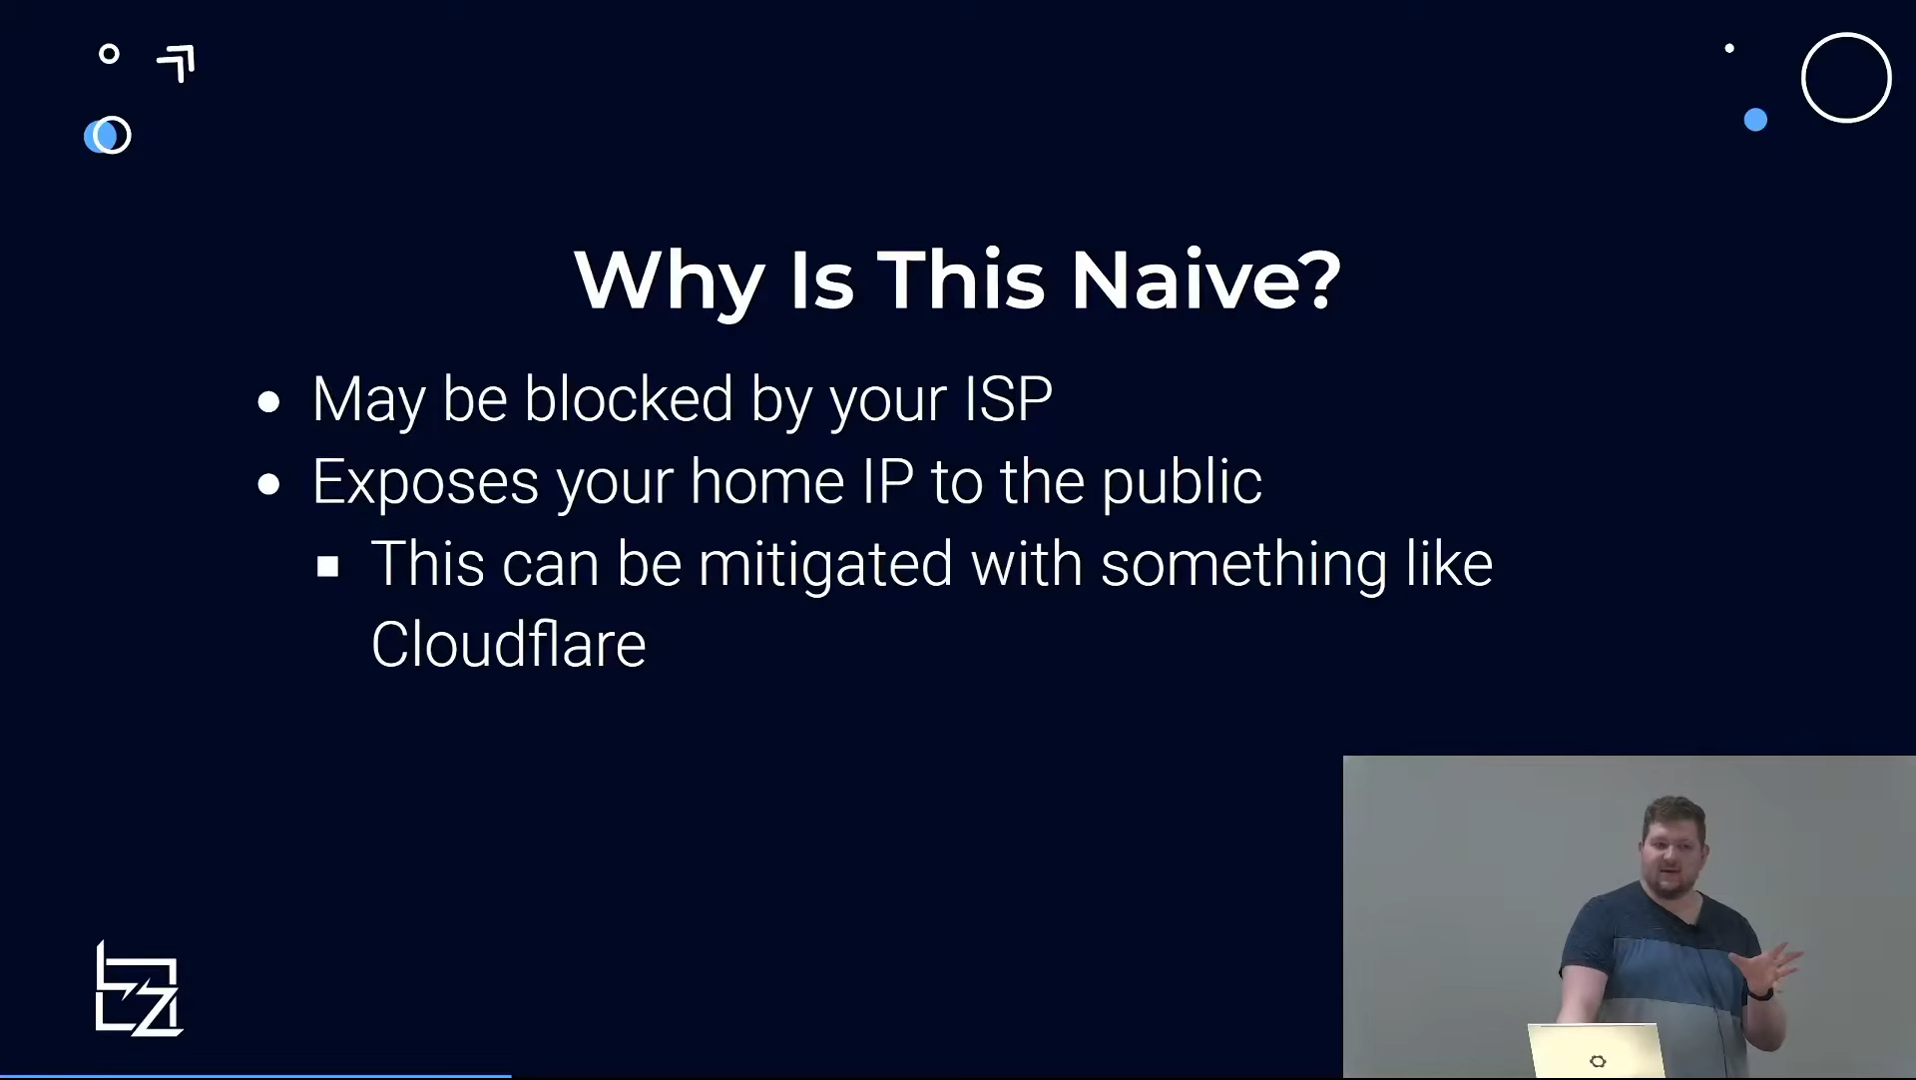 Why Is This Naive?
May be blocked by your ISP
Exposes your home IP to the public
This can be mitigated with something like
Cloudflare